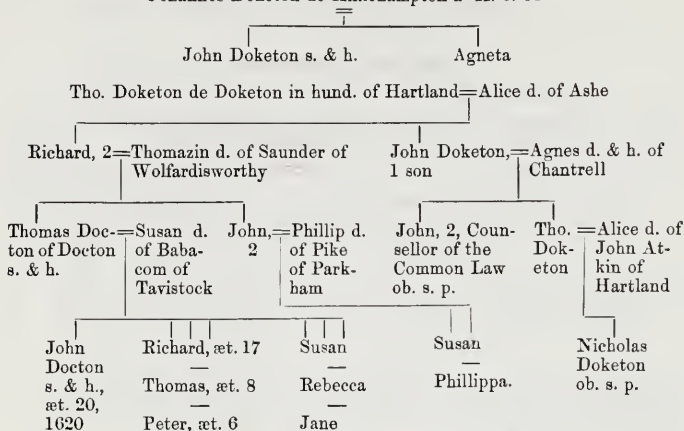 Johannes Doketon de
John Doketon s. & h.
Agneta
Tho. Doketon de Doketon in hund. of Hartland=Alice d. of Ashe
Richard, 2=Thomazin d. of Saunder of
Wolfardisworthy
John Doketon,=Agnes d. & h. of
1 son
Chantrell
Thomas Doc-
ton of Docton
s. & h.
=Susan d.
of Baba-
com of
Tavistock
John,
2
=Phillip d.
of Pike
of Park-
ham
John, 2, Coun-
sellor of the
Common Law
ob. s. p.
Tho.
Dok-
eton
=Alice d. of
John At-
kin of
Hartland
John
Docton
s. & h.,
æt. 20,
1620
Richard, æt. 17
—
Thomas, æt. 8
—
Peter, æt. 6
Susan
—
Rebecca
—
Jane
Susan
—
Phillippa.
Nicholas
Doketon
ob. s. p.